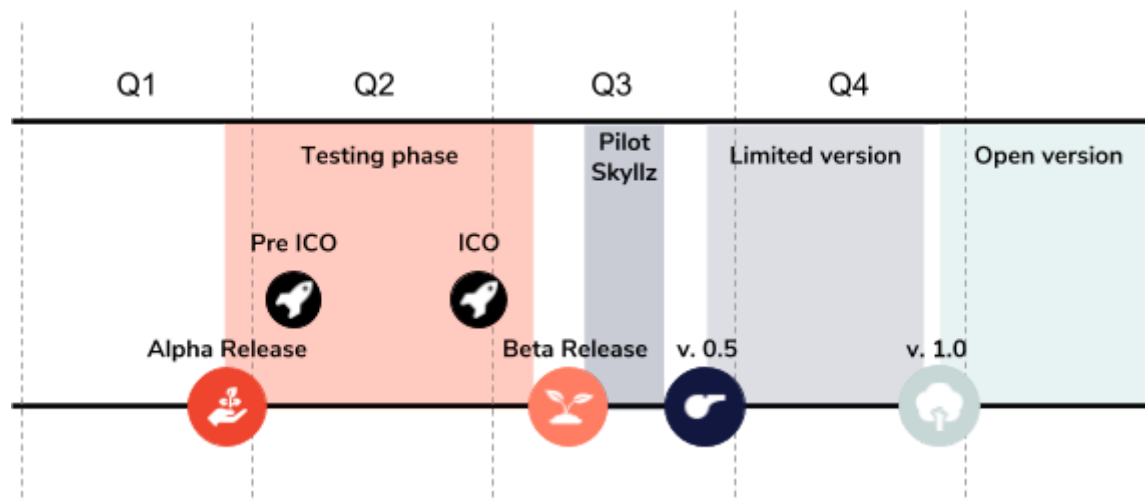 Q1
Q2
Q3
Q4
Testing phase
Pilot
Skyllz
Limited version
Open version
Pre ICO
ICO
Alpha Release
Beta Release
v. 0.5
v. 1.0